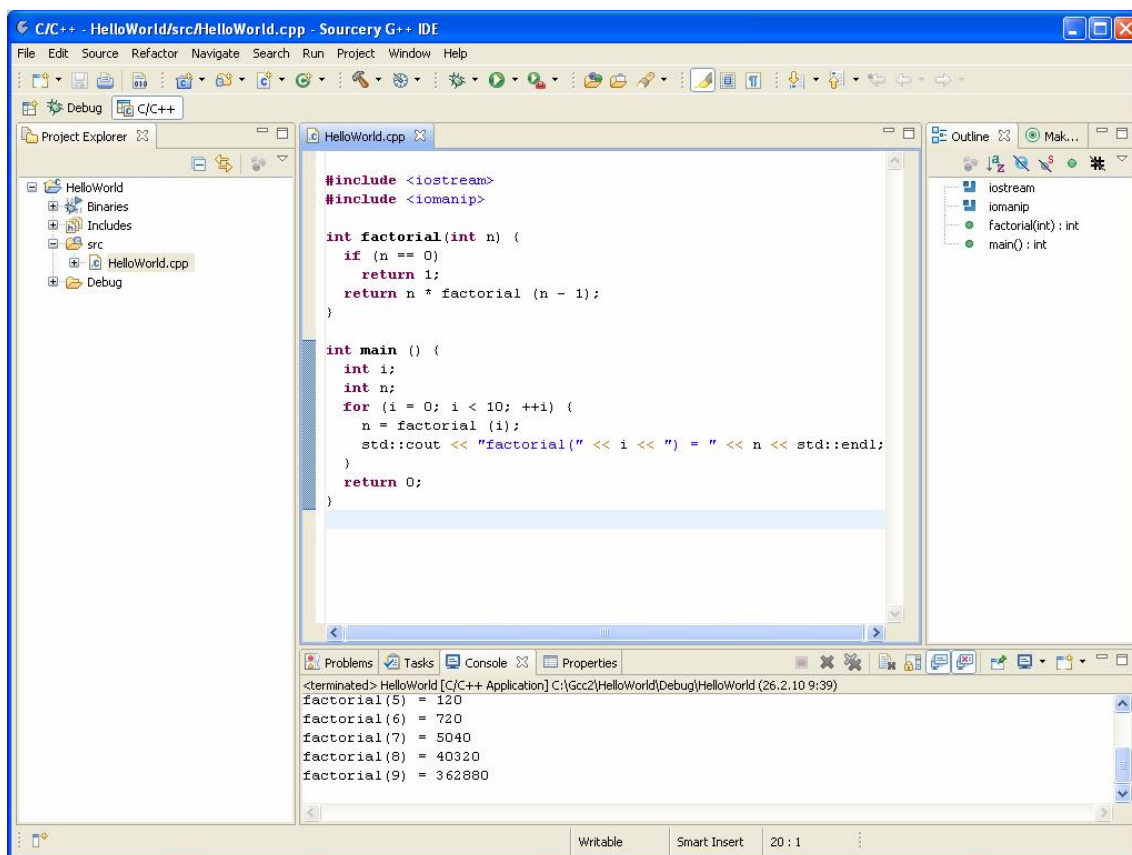 C/C++ - HelloWorld/src/HelloWorld.cpp - Sourcery G++ IDE
File Edit Source Refactor Navigate Search Run Project Window Help
Debug C/C++
Project Explorer
HelloWorld
Binaries
Includes
src
HelloWorld.cpp
Debug
HelloWorld.cpp
#include <iostream>
#include <iomanip>
int factorial(int n) {
if (n == 0)
return 1;
return n * factorial (n - 1);
}
int main () {
int i;
int n;
for (i = 0; i < 10; ++i) {
n = factorial (i);
std::cout << "factorial(" << i << ") = " << n << std::endl;
}
return 0;
}
Outline Mak...
iostream
iomanip
factorial(int) : int
main() : int
Problems Tasks Console Properties
<terminated> HelloWorld [C/C++ Application] C:\Gcc2\HelloWorld\Debug\HelloWorld (26.2.10 9:39)
factorial(5) = 120
factorial(6) = 720
factorial(7) = 5040
factorial(8) = 40320
factorial(9) = 362880
Writable Smart Insert 20 : 1